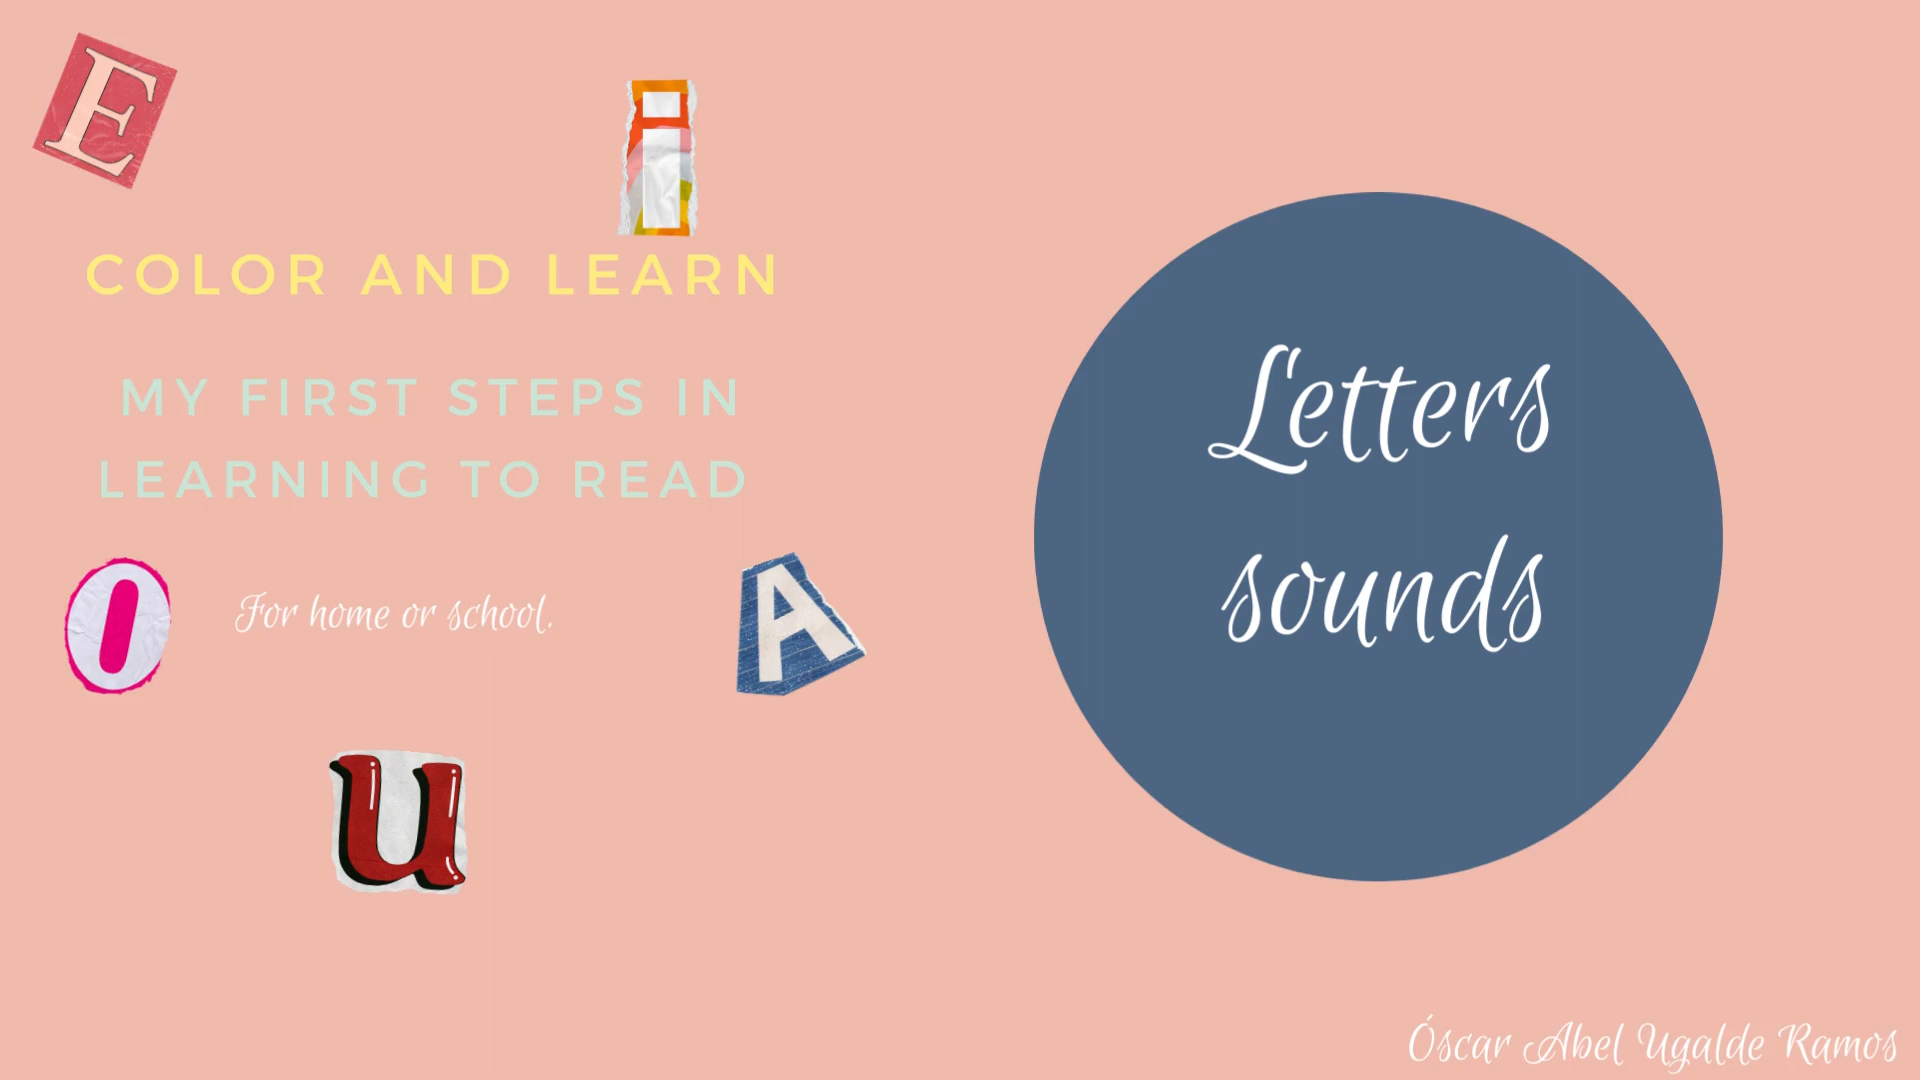 E
i
COLOR AND LEARN
MY FIRST STEPS IN
LEARNING TO READ
O
For home or school.
A
u
Letters
sounds
Óscar Abel Ugalde Ramos